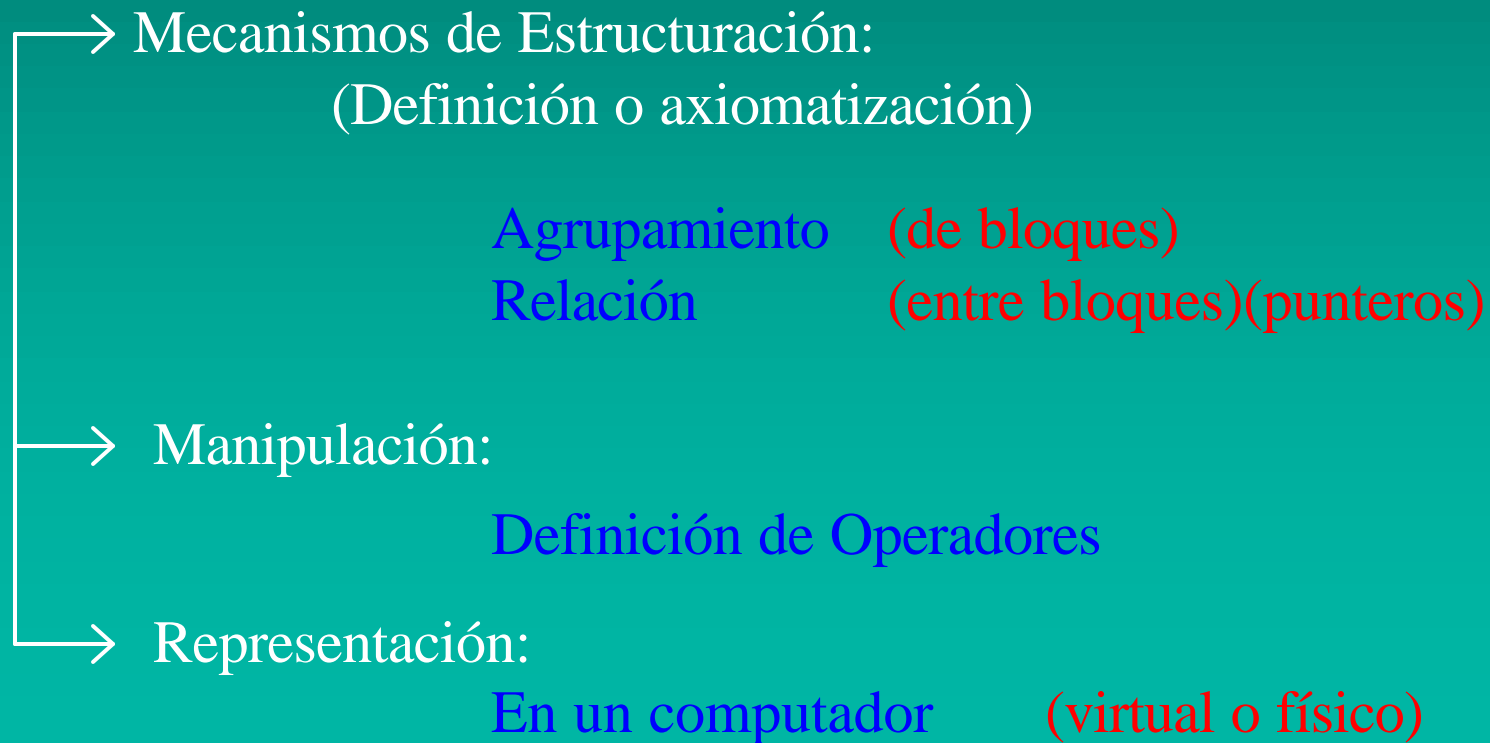 Mecanismos de Estructuración:
(Definición o axiomatización)
Agrupamiento (de bloques)
Relación (entre bloques)(punteros)
Manipulación:
Definición de Operadores
Representación:
En un computador (virtual o físico)